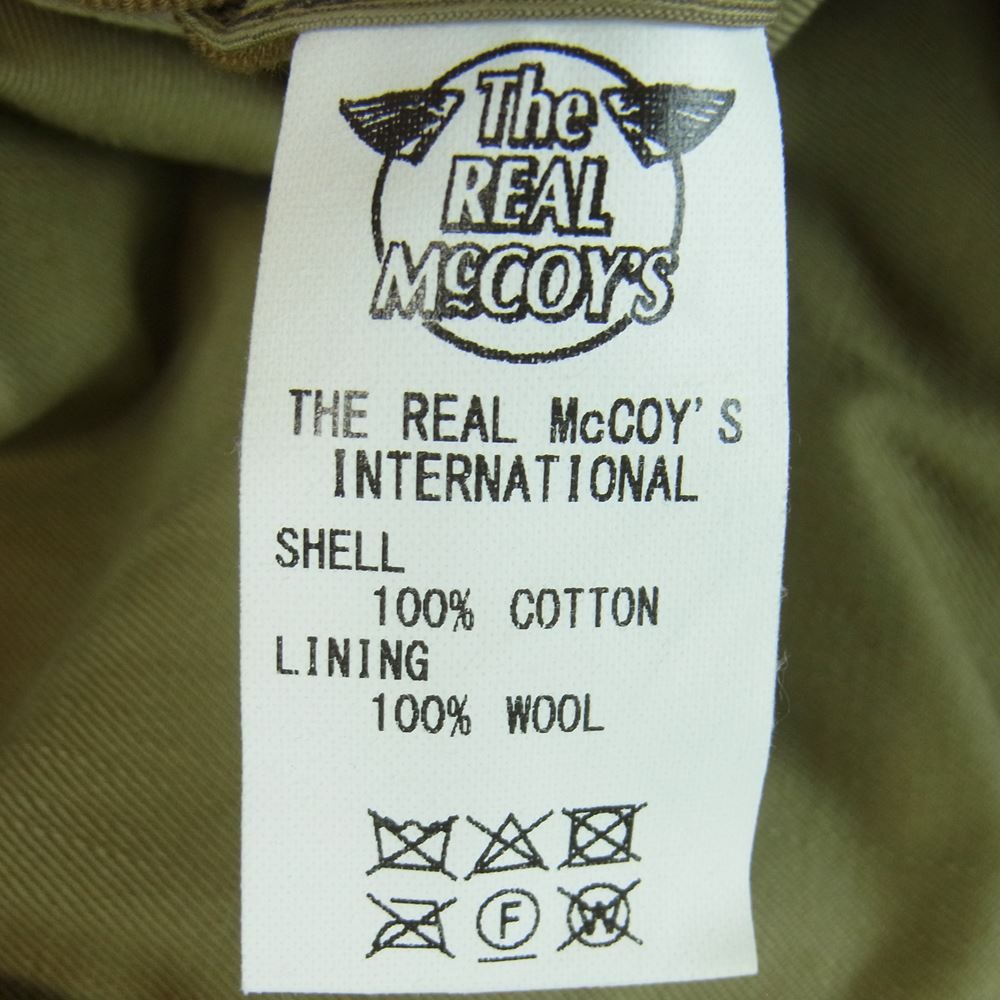 The
REAL
McCOY'S
THE REAL McCOY'S
INTERNATIONAL
SHELL
100% COTTON
LINING
100% WOOL
F
W